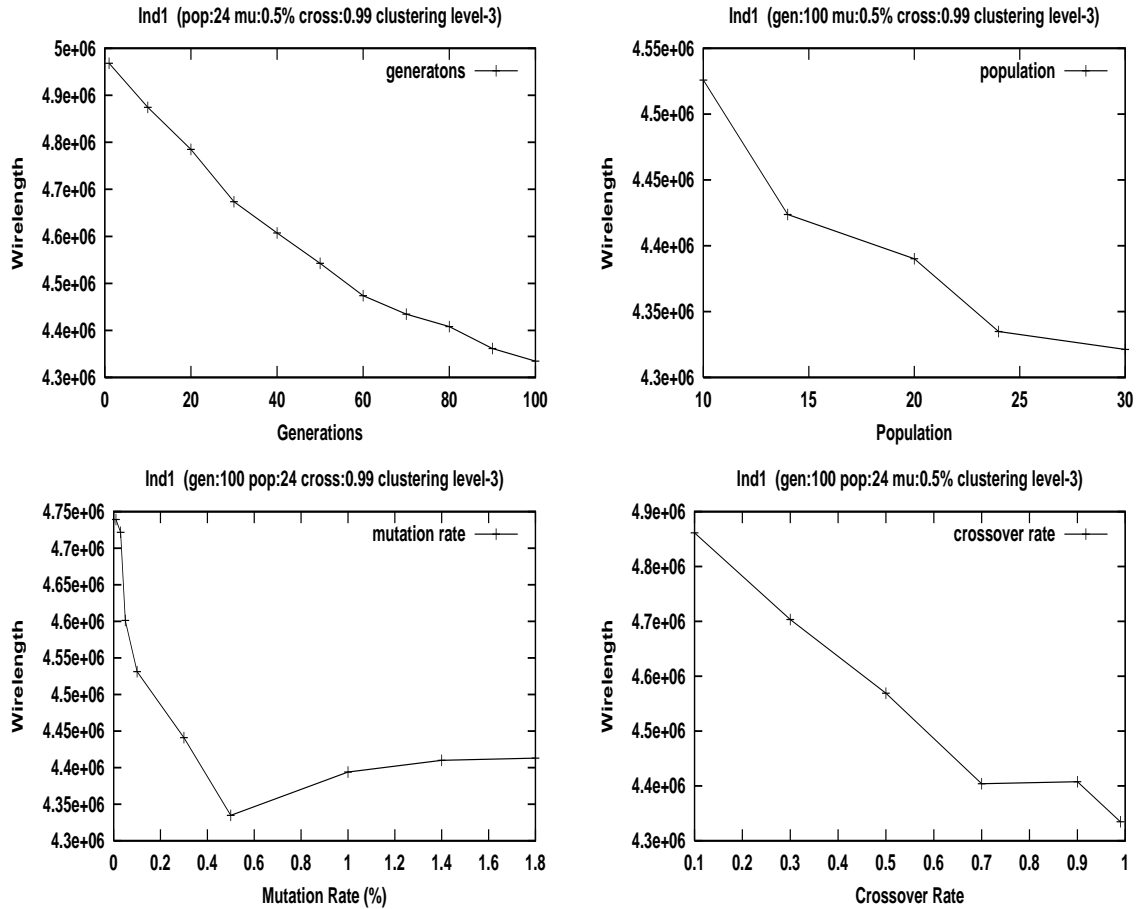 Ind1 (pop:24 mu:0.5% cross:0.99 clustering level-3)
5e+06
4.9e+06
4.8e+06
4.7e+06
4.6e+06
4.5e+06
4.4e+06
4.3e+06
Wirelength
generatons
0 20 40 60 80 100
Generations
Ind1 (gen:100 mu:0.5% cross:0.99 clustering level-3)
4.55e+06
4.5e+06
4.45e+06
4.4e+06
4.35e+06
4.3e+06
Wirelength
population
10 15 20 25 30
Population
Ind1 (gen:100 pop:24 cross:0.99 clustering level-3)
4.75e+06
4.7e+06
4.65e+06
4.6e+06
4.55e+06
4.5e+06
4.45e+06
4.4e+06
4.35e+06
4.3e+06
Wirelength
mutation rate
0 0.2 0.4 0.6 0.8 1 1.2 1.4 1.6 1.8
Mutation Rate (%)
Ind1 (gen:100 pop:24 mu:0.5% clustering level-3)
4.9e+06
4.8e+06
4.7e+06
4.6e+06
4.5e+06
4.4e+06
4.3e+06
Wirelength
crossover rate
0.1 0.2 0.3 0.4 0.5 0.6 0.7 0.8 0.9 1
Crossover Rate